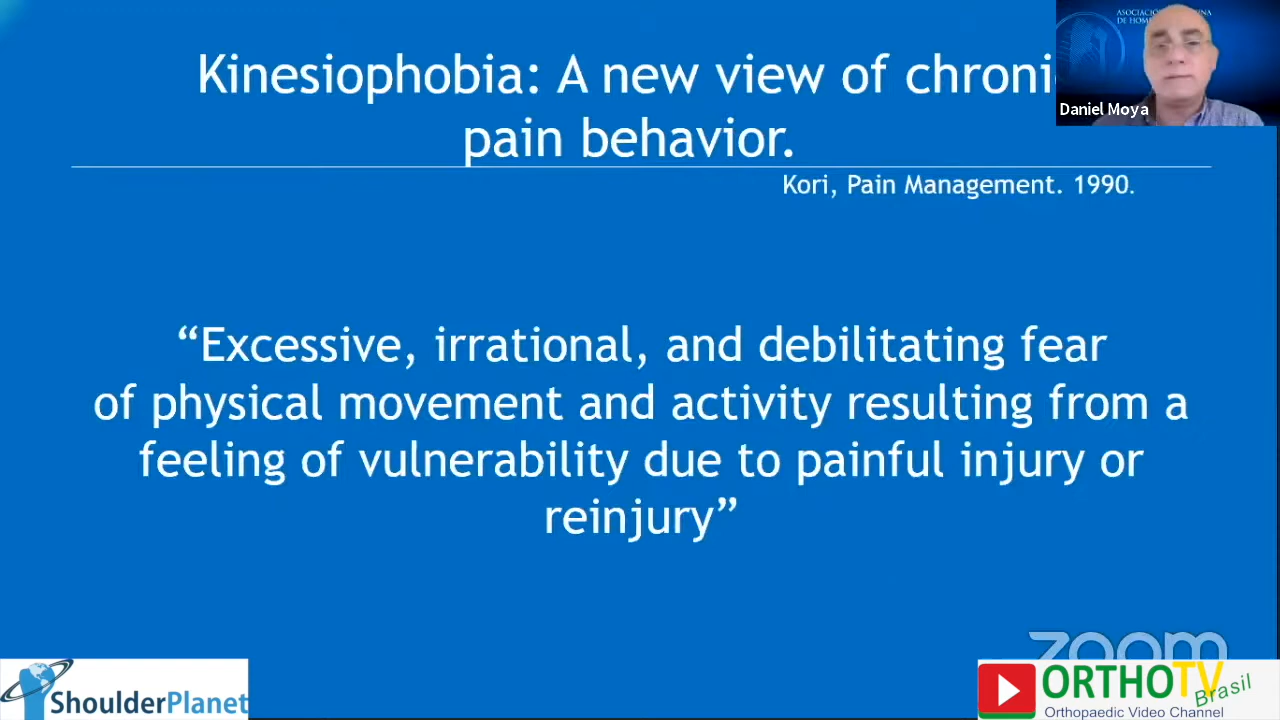 Kinesiophobia: A new view of chroni
pain behavior.
Kori, Pain Management. 1990.
“Excessive, irrational, and debilitating fear
of physical movement and activity resulting from a
feeling of vulnerability due to painful injury or
reinjury”
Daniel Moya
zoom
ShoulderPlanet
ORTHOTV
Brasil
Orthopaedic Video Channel